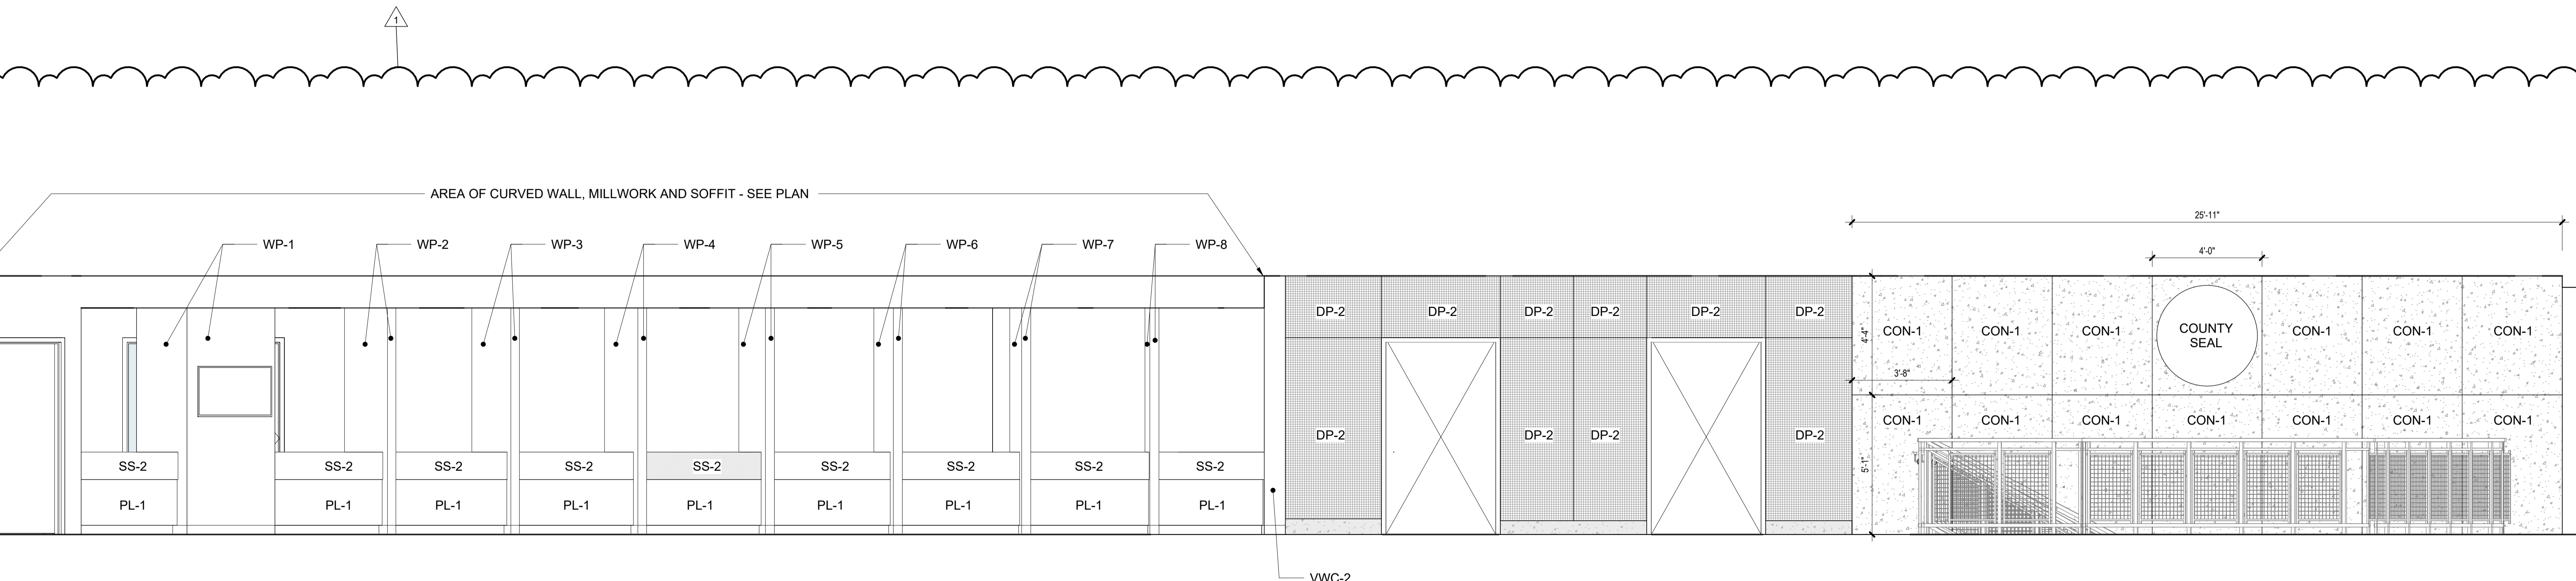 1
AREA OF CURVED WALL, MILLWORK AND SOFFIT - SEE PLAN
25'-11"
WP-1 WP-2 WP-3 WP-4 WP-5 WP-6 WP-7 WP-8
4'-0"
DP-2 DP-2 DP-2 DP-2 DP-2 DP-2
CON-1 CON-1 CON-1 COUNTY CON-1 CON-1 CON-1
SEAL
4'-4"
3'-8"
CON-1 CON-1 CON-1 CON-1 CON-1 CON-1 CON-1
DP-2 DP-2 DP-2 DP-2
SS-2 SS-2 SS-2 SS-2 SS-2 SS-2 SS-2 SS-2 SS-2
5'-1"
PL-1 PL-1 PL-1 PL-1 PL-1 PL-1 PL-1 PL-1 PL-1
VWC-2